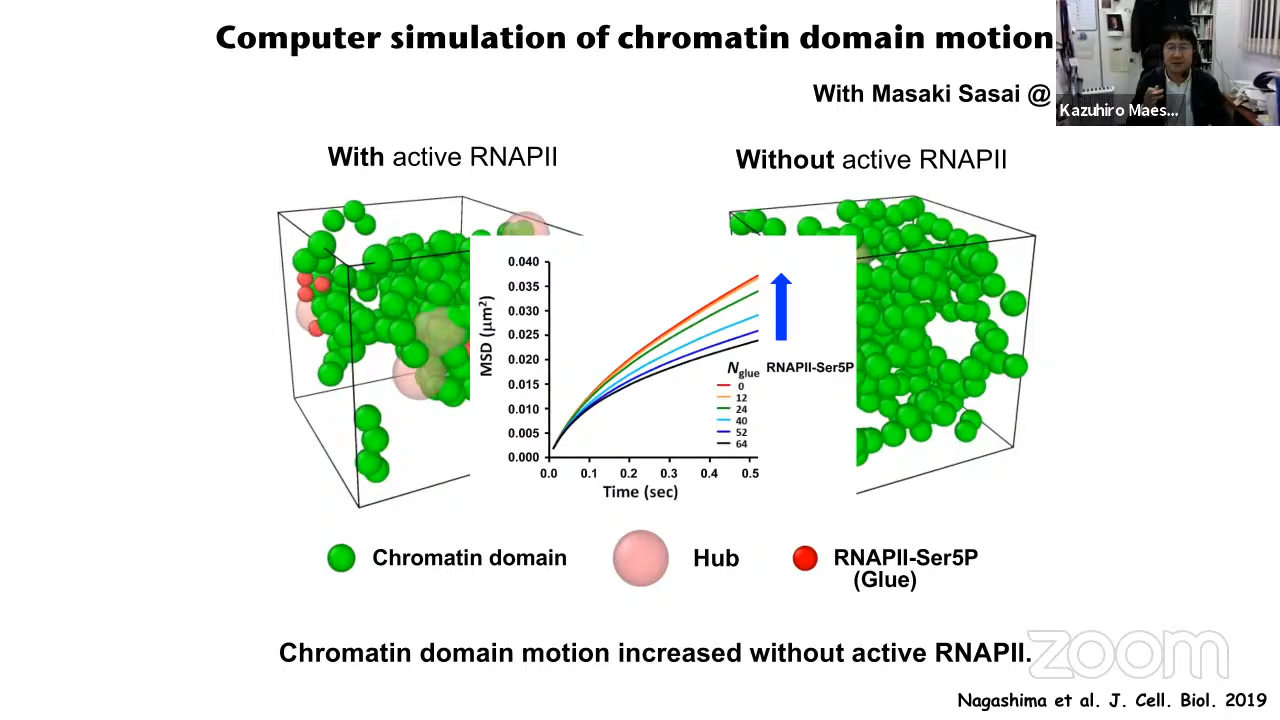 Computer simulation of chromatin domain motion
With Masaki Sasai @
Kazuhiro Maes...
With active RNAPII
Without active RNAPII
0.040
0.035
0.030
0.025
0.020
0.015
0.010
0.005
0.000
MSD (μm²)
0.0 0.1 0.2 0.3 0.4 0.5
Time (sec)
Nglue RNAPII-Ser5P
0
12
24
40
52
64
Chromatin domain
Hub
RNAPII-Ser5P
(Glue)
Chromatin domain motion increased without active RNAPII.
zoom
Nagashima et al. J. Cell. Biol. 2019